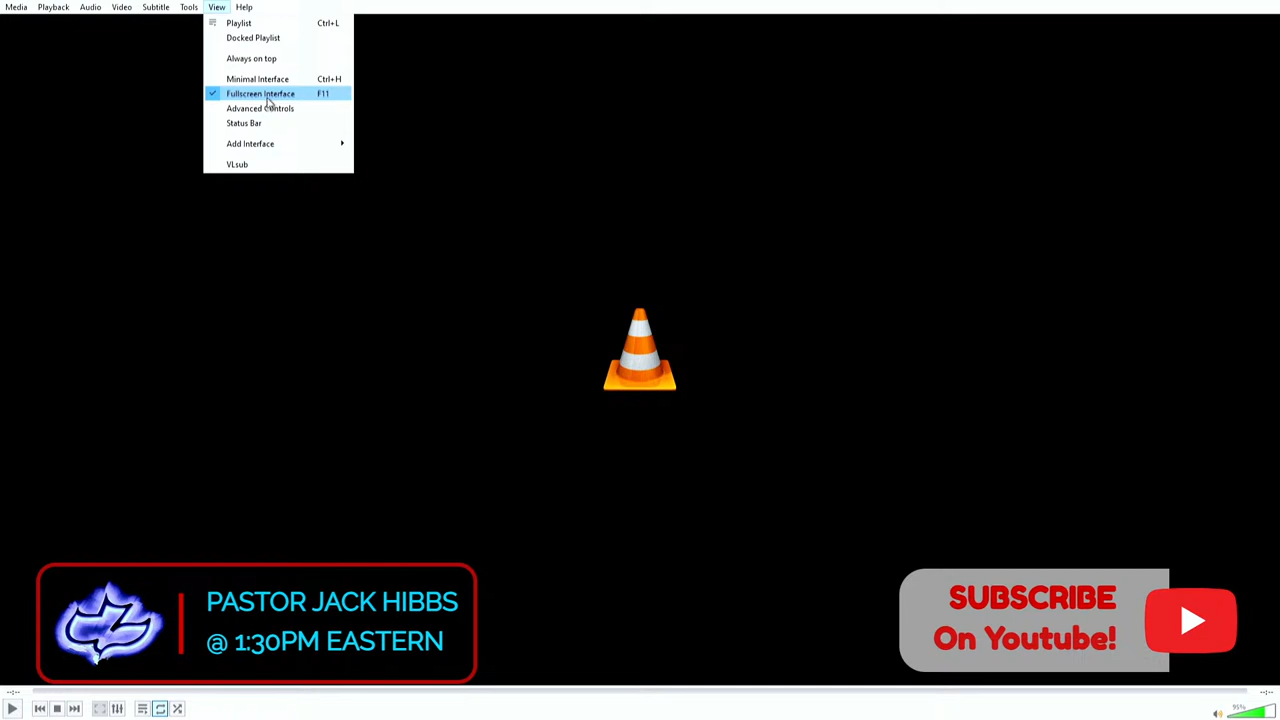 Media Playback Audio Video Subtitle Tools View Help
Playlist Ctrl+L
Docked Playlist
Always on top
Minimal Interface Ctrl+H
Fullscreen Interface F11
Advanced Controls
Status Bar
Add Interface
VLsub
PASTOR JACK HIBBS
@ 1:30PM EASTERN
SUBSCRIBE
On Youtube!
--:-- --:--
95%